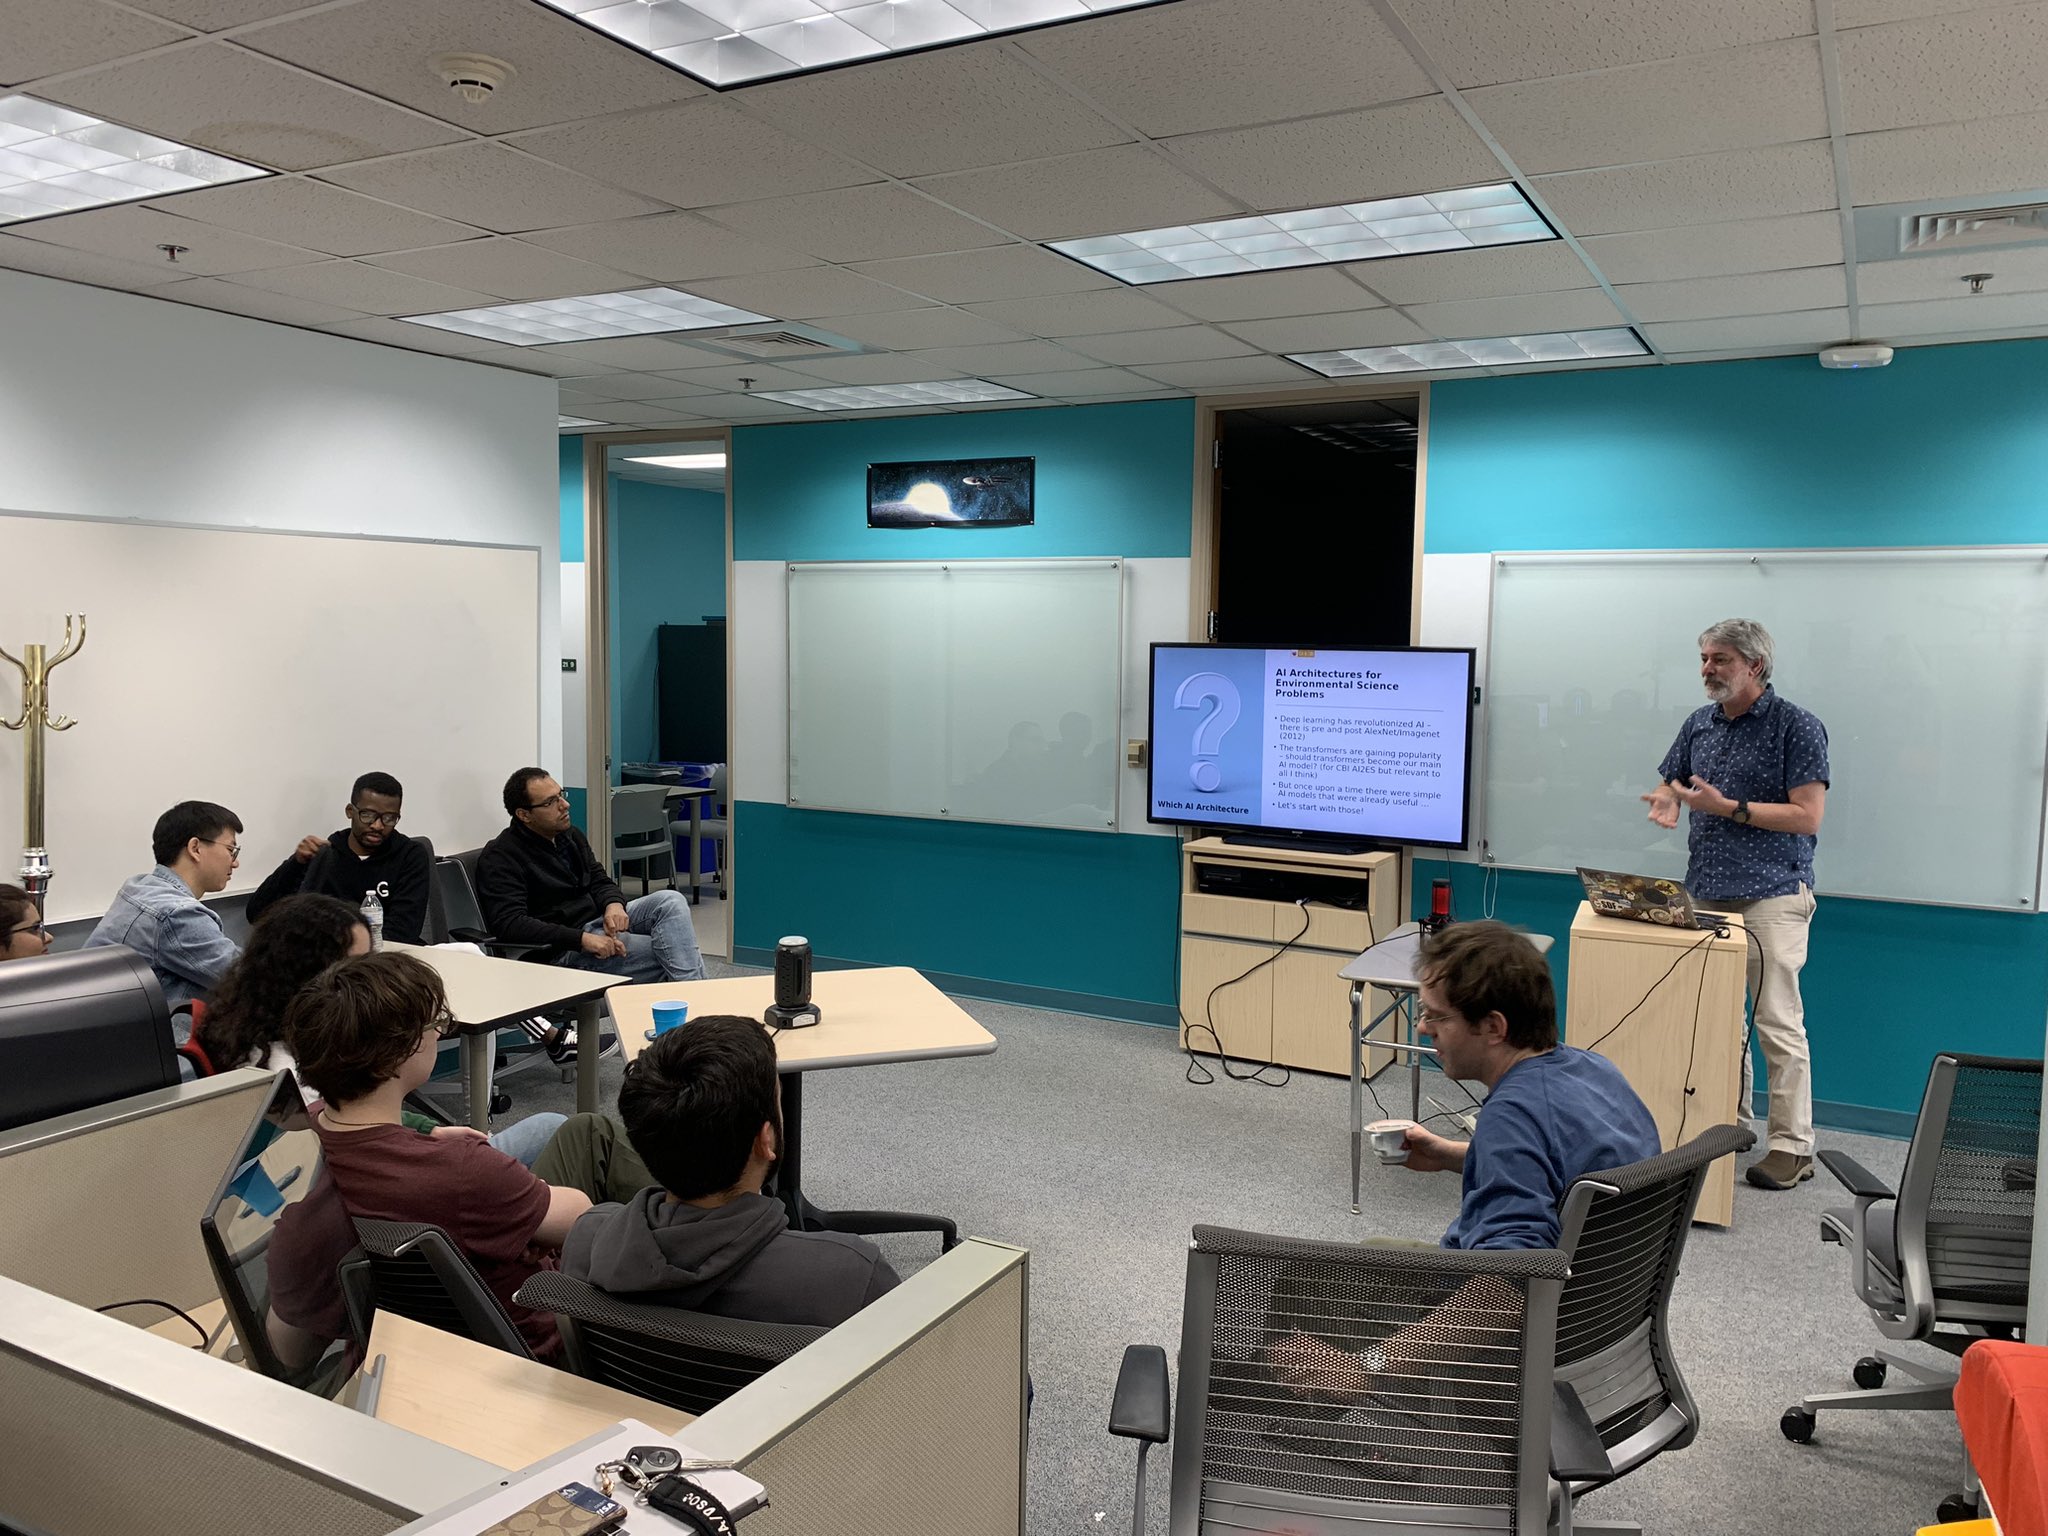 AI Architectures for
Environmental Science
Problems
• Deep learning has revolutionized AI –
there is pre and post AlexNet/Imagenet
(2012)
• The transformers are gaining popularity
– should transformers become our main
AI model? (for CBI AI2ES but relevant to
all I think)
• But once upon a time there were simple
AI models that were already useful ...
• Let's start with those!
Which AI Architecture
G
VISA